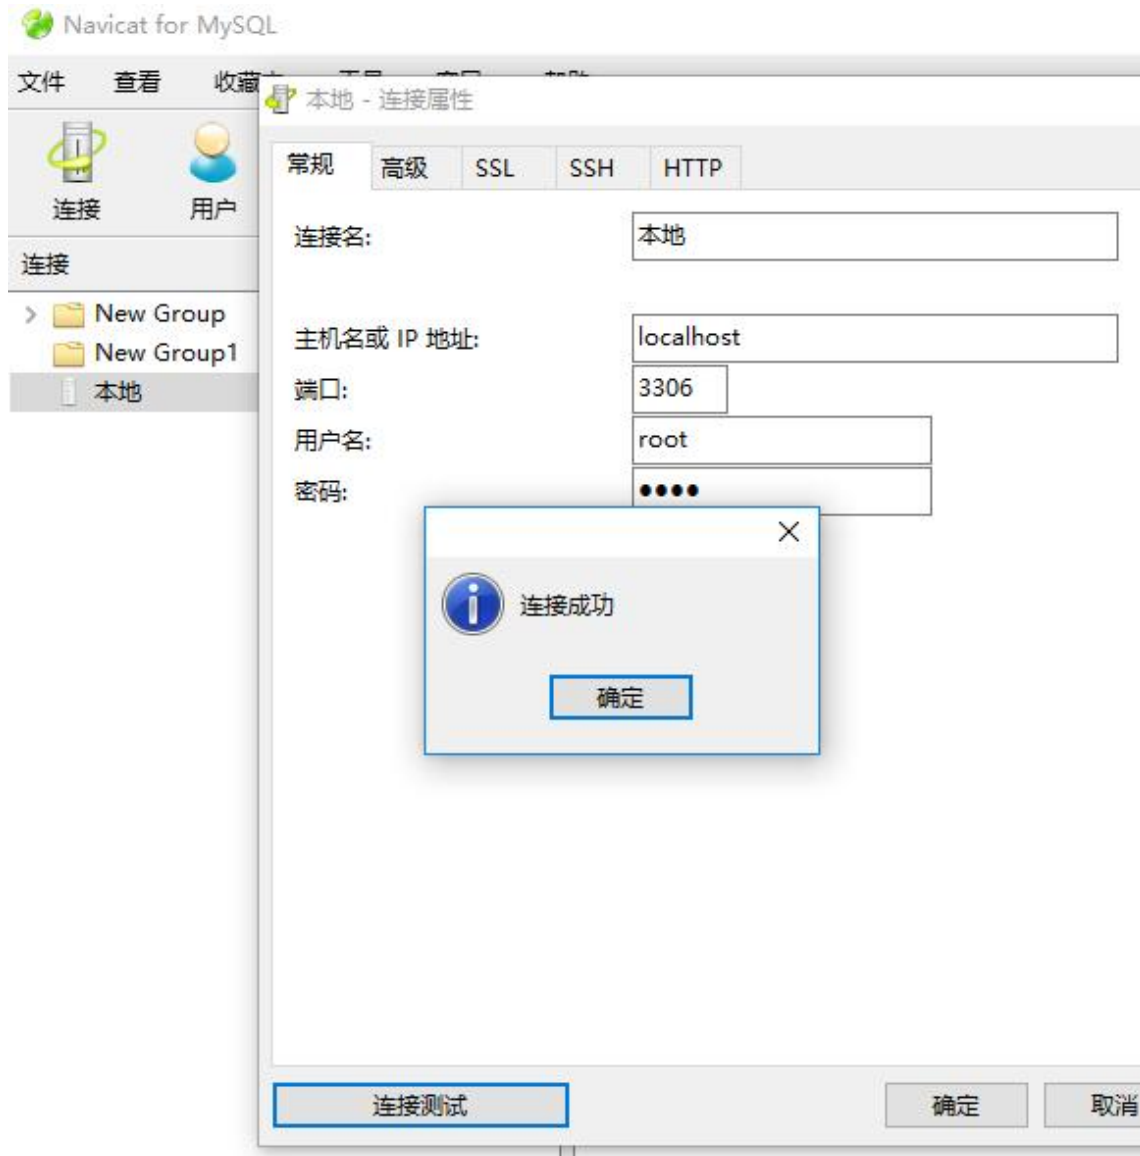 Navicat for MySQL
文件 查看 收藏
本地 - 连接属性
常规 高级 SSL SSH HTTP
连接 用户
连接名: 本地
连接
New Group
主机名或 IP 地址: localhost
New Group1
本地
端口: 3306
用户名: root
密码: ●●●●
连接成功
确定
连接测试 确定 取消